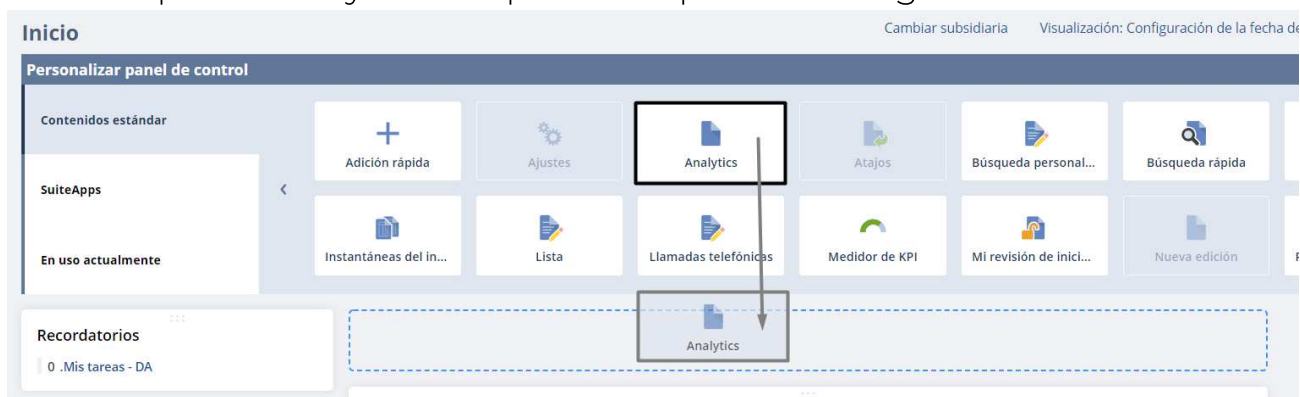 Inicio
Cambiar subsidiaria
Visualización: Configuración de la fecha de
Personalizar panel de control
Contenidos estándar
SuiteApps
En uso actualmente
Adición rápida
Ajustes
Analytics
Atajos
Búsqueda personal...
Búsqueda rápida
Instantáneas del in...
Lista
Llamadas telefónicas
Medidor de KPI
Mi revisión de inici...
Nueva edición
Recordatorios
0 .Mis tareas - DA
Analytics